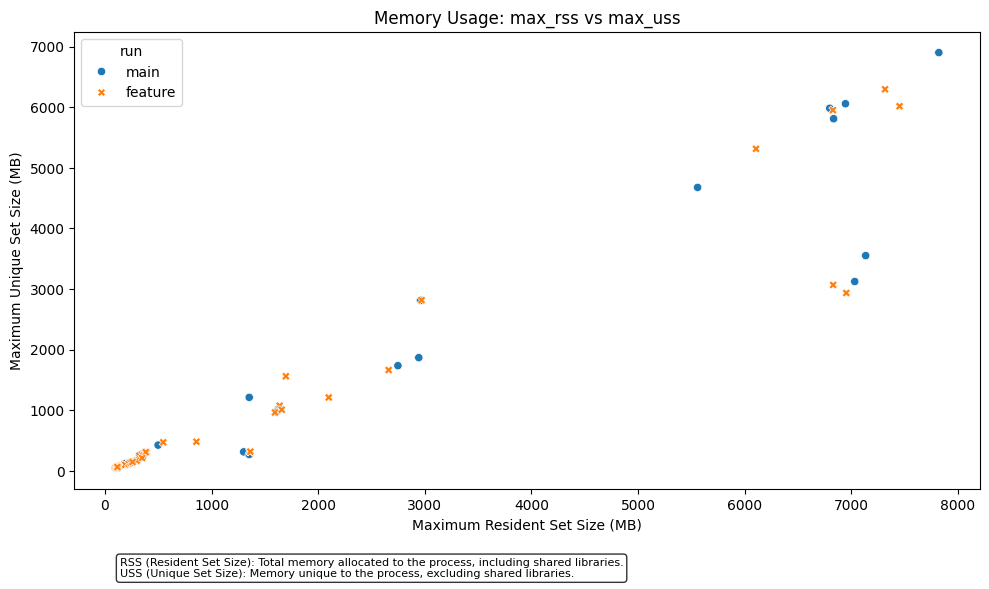 Memory Usage: max_rss vs max_uss
run
main
feature
7000
6000
5000
4000
3000
2000
1000
0
Maximum Unique Set Size (MB)
0 1000 2000 3000 4000 5000 6000 7000 8000
Maximum Resident Set Size (MB)
RSS (Resident Set Size): Total memory allocated to the process, including shared libraries.
USS (Unique Set Size): Memory unique to the process, excluding shared libraries.